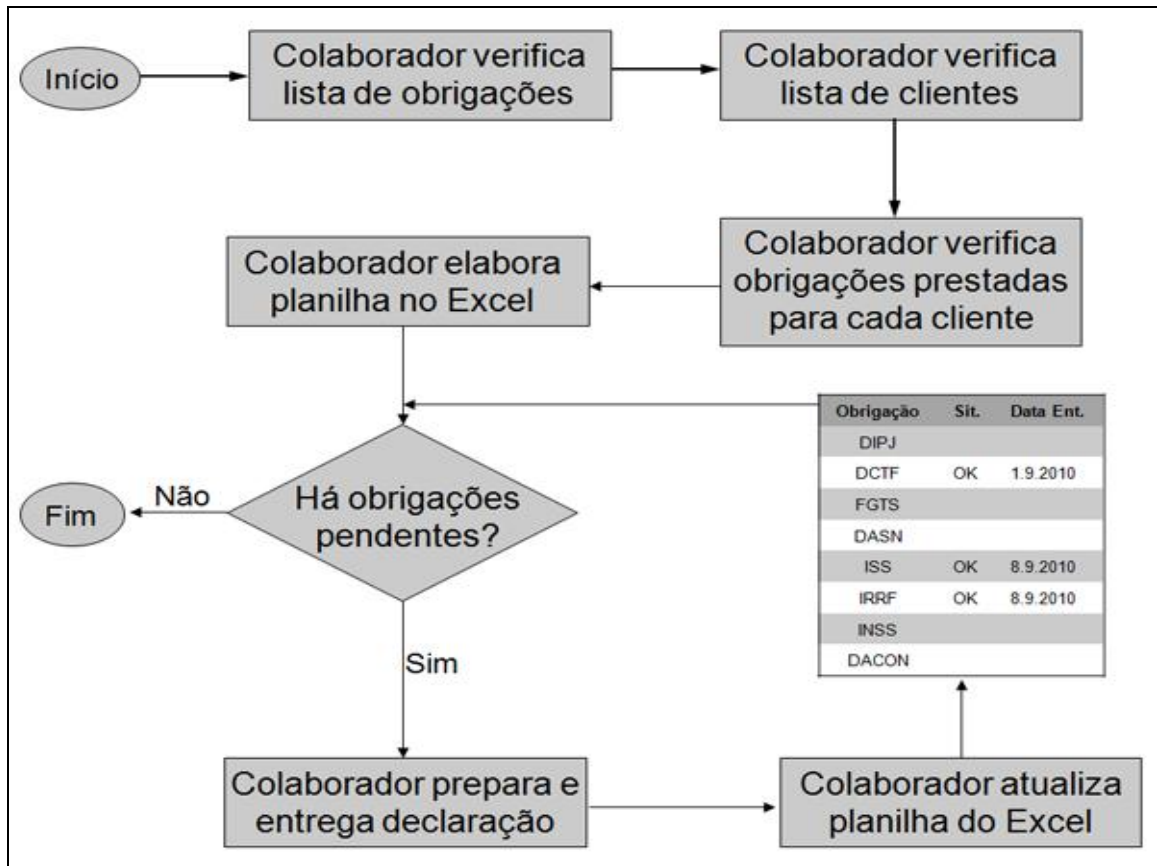 Início
Colaborador verifica
lista de obrigações
Colaborador verifica
lista de clientes
Colaborador verifica
obrigações prestadas
para cada cliente
Colaborador elabora
planilha no Excel
Há obrigações
pendentes?
Não
Fim
Sim
Colaborador prepara e
entrega declaração
Colaborador atualiza
planilha do Excel
Obrigação Sit. Data Ent.
DIPJ
DCTF OK 1.9.2010
FGTS
DASN
ISS OK 8.9.2010
IRRF OK 8.9.2010
INSS
DACON